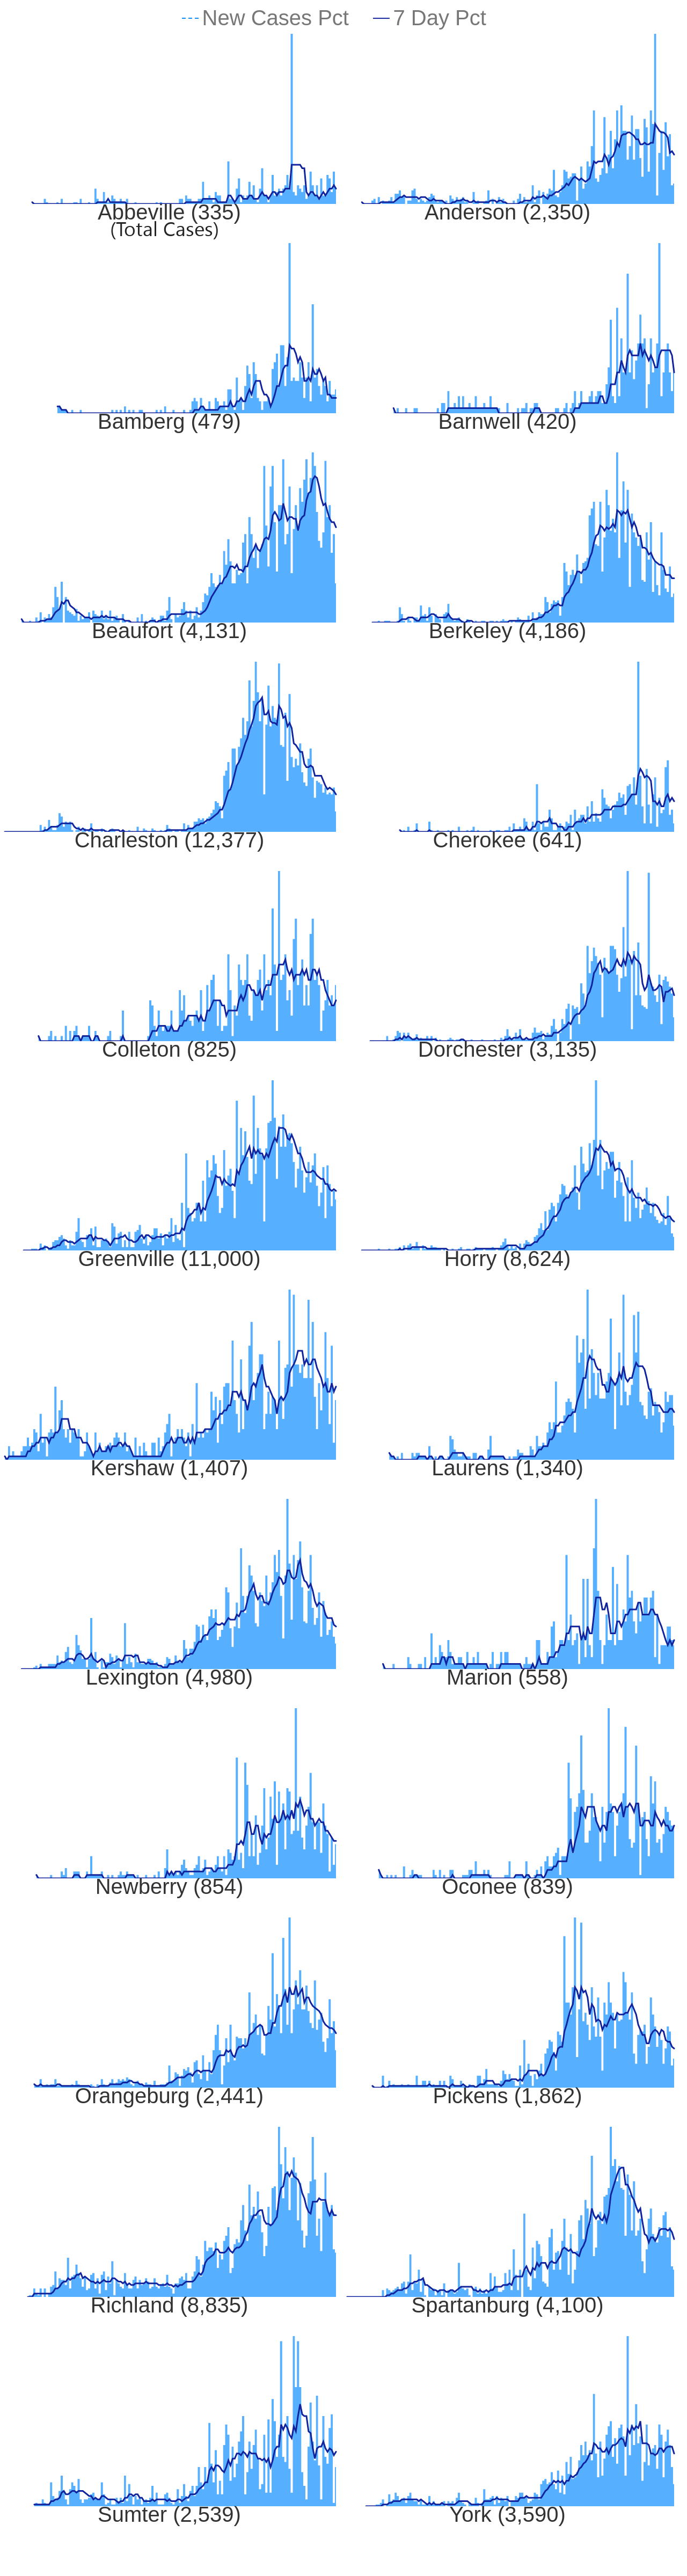 New Cases Pct 7 Day Pct
Abbeville (335) Anderson (2,350)
(Total Cases)
Bamberg (479) Barnwell (420)
Beaufort (4,131) Berkeley (4,186)
Charleston (12,377) Cherokee (641)
Colleton (825) Dorchester (3,135)
Greenville (11,000) Horry (8,624)
Kershaw (1,407) Laurens (1,340)
Lexington (4,980) Marion (558)
Newberry (854) Oconee (839)
Orangeburg (2,441) Pickens (1,862)
Richland (8,835) Spartanburg (4,100)
Sumter (2,539) York (3,590)